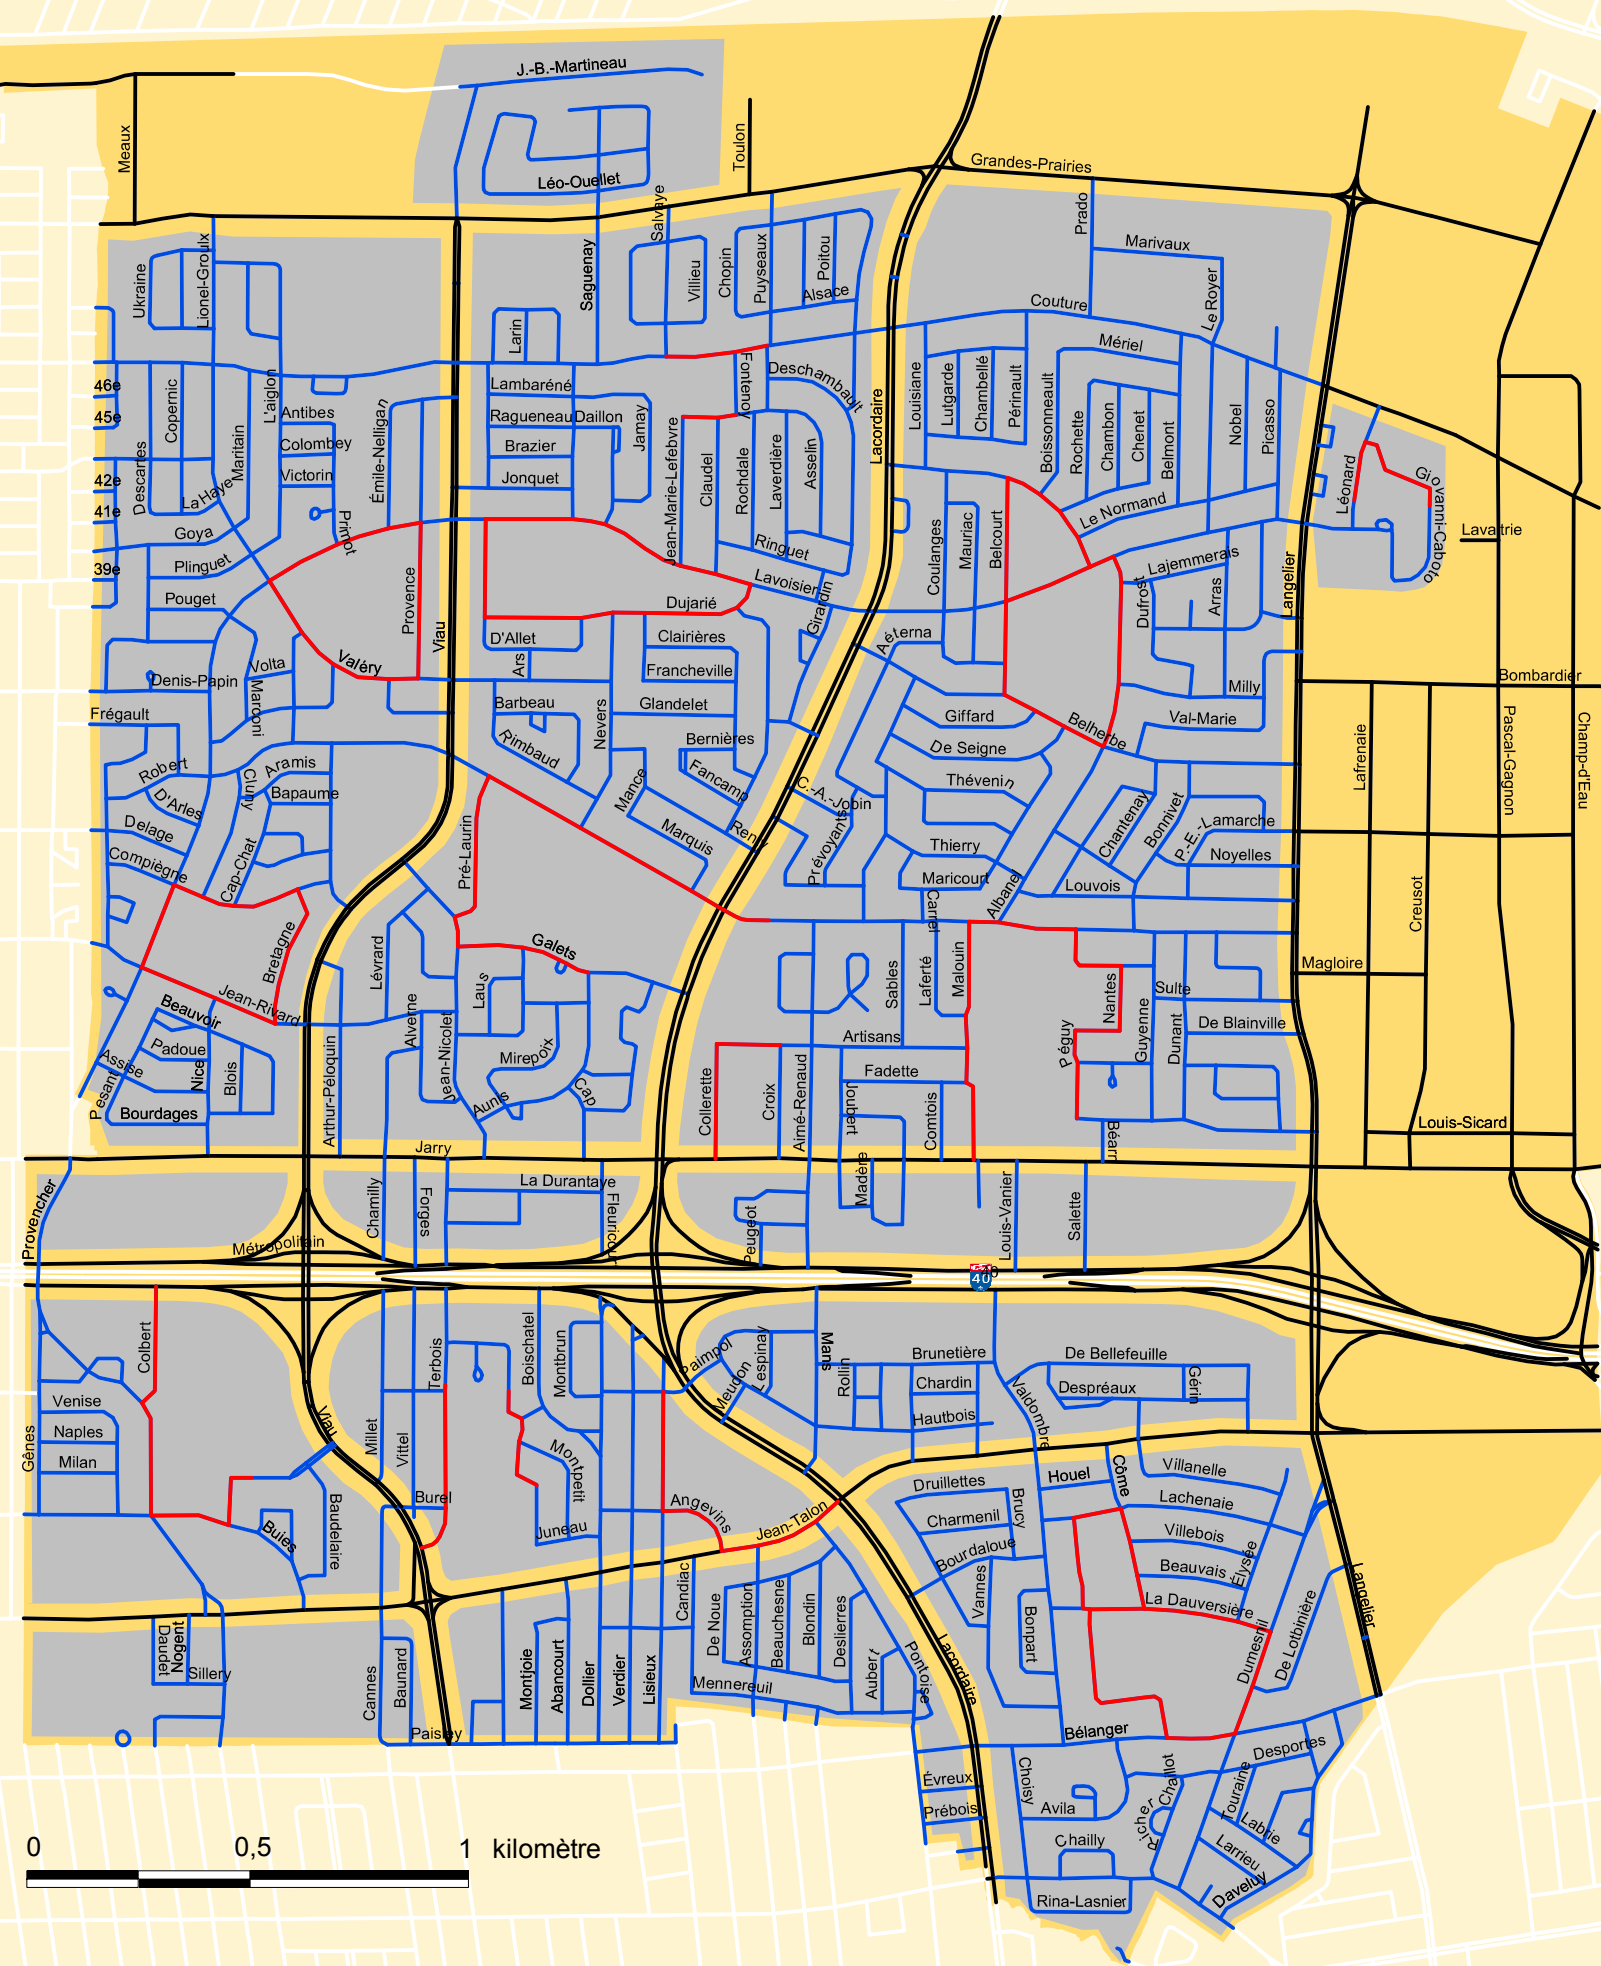 J.-B.-Martineau
Meaux
Toulon
Léo-Ouellet
Grandes-Prairies
Salvaye
Prado
Marivaux
Ukraine
Lionel-Groulx
Saguenay
Villieu
Chopin
Puyseaux
Poitou
Alsace
Couture
Le Royer
Larin
Mériel
46e
45e
42e
41e
39e
Copernic
L'aiglon
Antibes
Colombey
Victorin
Émile-Nelligan
Lambaréné
Ragueneau
Daillon
Brazier
Jonquet
Jamay
Fontenoy
Deschambault
Lacordaire
Louisiane
Lutgarde
Chambellé
Périnault
Boissonneault
Rochette
Chambon
Chenet
Belmont
Nobel
Picasso
Descartes
Maritain
La Haye
Jean-Marie-Lefebvre
Claudel
Rochdale
Laverdière
Asselin
Le Normand
Léonard
Giovanni-Caboto
Lavaltrie
Goya
Plinguet
Primot
Pouget
Provence
Viau
Ringuet
Lavoisier
Girardin
Coulanges
Mauriac
Belcourt
Lajemmerais
Dufrost
Arras
Langelier
Dujarié
D'Allet
Ars
Clairières
Francheville
Aéterna
Volta
Valéry
Denis-Papin
Marconi
Frégault
Barbeau
Nevers
Glandelet
Bernières
Rimbaud
Mance
Fancamp
Giffard
De Seigne
Belherbe
Milly
Val-Marie
Bombardier
Lafrenaie
Pascal-Gagnon
Champ-d'Eau
Robert
Aramis
Cluny
Bapaume
D'Arles
Delage
Compiègne
Cap-Chat
Pré-Laurin
Marquis
C.-A.-Jobin
Prévoyants
Thévenin
Thierry
Maricourt
Albanel
Chantenay
Bonnivet
P.-E.-Lamarche
Noyelles
Louvois
Creusot
Bretagne
Lévrard
Galets
Carrel
Sables
Laferté
Malouin
Magloire
Jean-Rivard
Beauvoir
Alverne
Laus
Jean-Nicolet
Mirepoix
Artisans
Nantes
Sulte
De Blainville
Guyenne
Dunant
Péguy
Padoue
Assise
Nice
Blois
Pesant
Bourdages
Arthur-Péloquin
Aunis
Cap
Collerette
Croix
Aimé-Renaud
Fadette
Joubert
Comtois
Béarn
Louis-Sicard
Jarry
Provencher
Chamilly
Forges
La Durantaye
Fleuricourt
Madère
Peugeot
Louis-Vanier
Salette
Métropolitain
40
40
Colbert
Terbois
Boischatel
Montbrun
Paimpol
Meudon
Lespinay
Mans
Rollin
Brunetière
Chardin
Hautbois
De Bellefeuille
Despréaux
Gérin
Valdombre
Venise
Naples
Milan
Gênes
Viau
Millet
Vittel
Montpetit
Burel
Juneau
Angevins
Jean-Talon
Baudelaire
Buies
Druillettes
Brucy
Charmenil
Bourdaloue
Houel
Côme
Villanelle
Lachenaie
Villebois
Beauvais
Élysée
La Dauversière
Vannes
Bonpart
Dumesnil
De Lotbinière
Langelier
Candiac
De Noue
Assomption
Beauchesne
Blondin
Deslierres
Aubert
Pontoise
Lacordaire
Mennereuil
Daudet
Nogent
Sillery
Cannes
Baunard
Montjoie
Abancourt
Dollier
Verdier
Lisieux
Paisley
Bélanger
Évreux
Prébois
Choisy
Avila
Chailly
Richer
Chaillot
Touraine
Desportes
Labrie
Larrieu
Daveluy
Rina-Lasnier
0 0,5 1 kilomètre